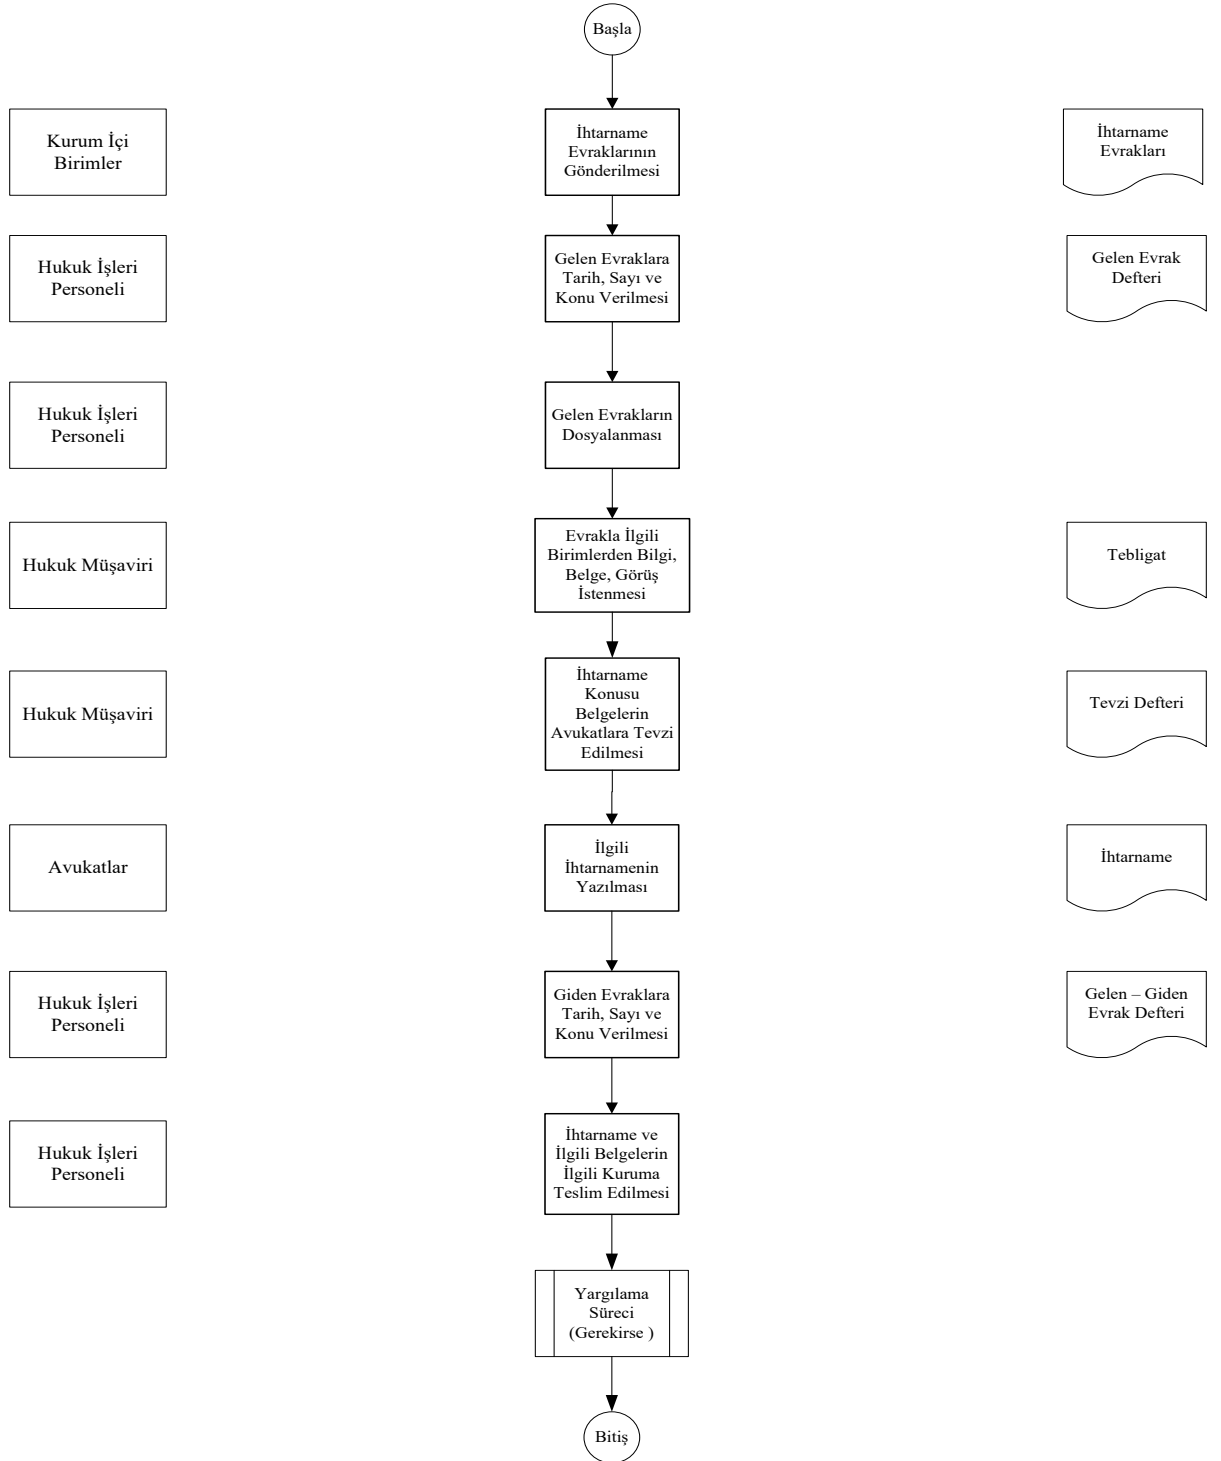 Başla
Kurum İçi
Birimler
İhtarname
Evraklarının
Gönderilmesi
İhtarname
Evrakları
Hukuk İşleri
Personeli
Gelen Evraklara
Tarih, Sayı ve
Konu Verilmesi
Gelen Evrak
Defteri
Hukuk İşleri
Personeli
Gelen Evrakların
Dosyalanması
Hukuk Müşaviri
Evrakla İlgili
Birimlerden Bilgi,
Belge, Görüş
İstenmesi
Tebligat
Hukuk Müşaviri
İhtarname
Konusu
Belgelerin
Avukatlara Tevzi
Edilmesi
Tevzi Defteri
Avukatlar
İlgili
İhtarnamenin
Yazılması
İhtarname
Hukuk İşleri
Personeli
Giden Evraklara
Tarih, Sayı ve
Konu Verilmesi
Gelen – Giden
Evrak Defteri
Hukuk İşleri
Personeli
İhtarname ve
İlgili Belgelerin
İlgili Kuruma
Teslim Edilmesi
Yargılama
Süreci
(Gerekirse )
Bitiş